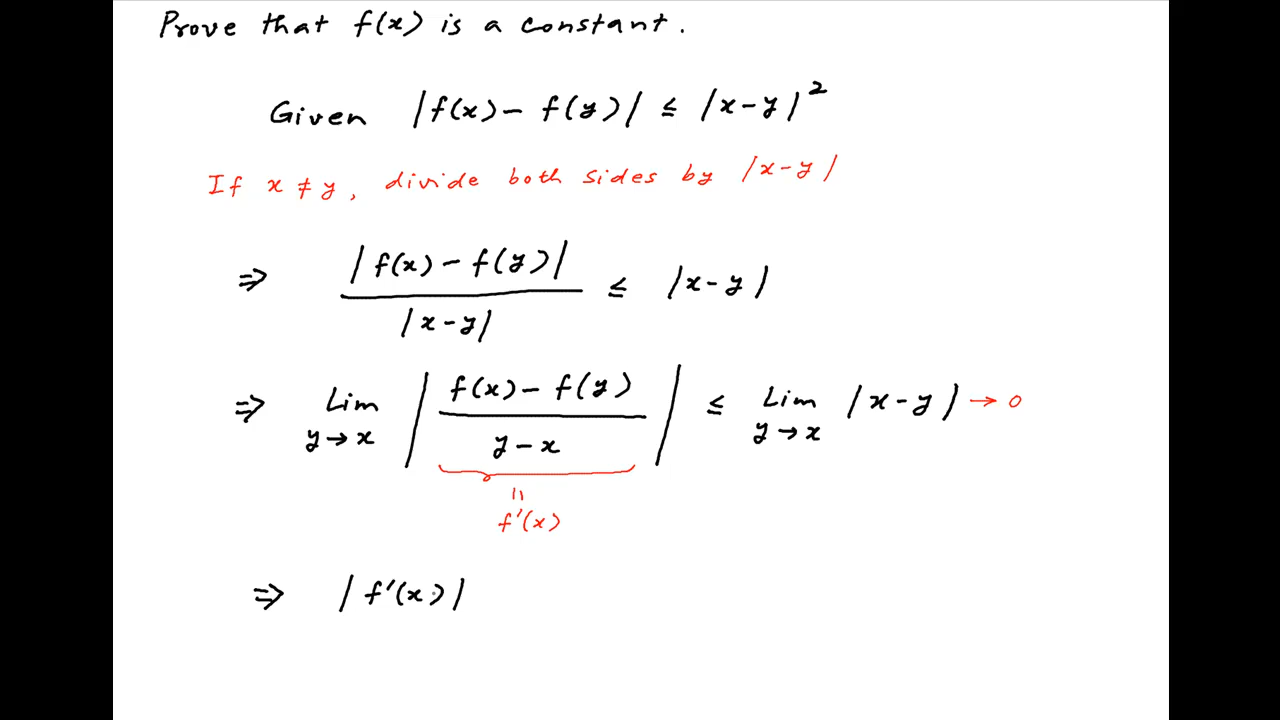 Prove that f(x) is a constant.
Given |f(x) - f(y)| ≤ |x-y|²
If x ≠ y, divide both sides by |x-y|
⇒ |f(x) - f(y)| / |x-y| ≤ |x-y|
⇒ Lim y→x | (f(x) - f(y)) / (y-x) | ≤ Lim y→x |x-y| → 0
= f'(x)
⇒ |f'(x)|